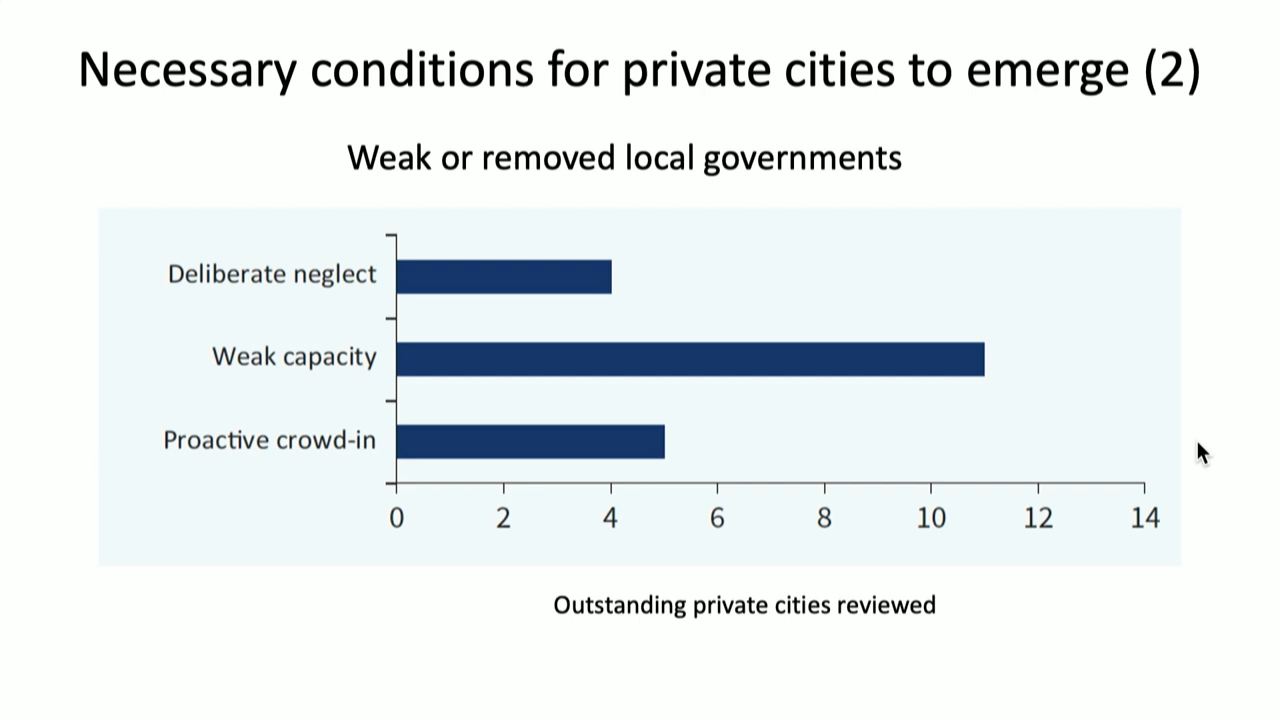 Necessary conditions for private cities to emerge (2)
Weak or removed local governments
Deliberate neglect
Weak capacity
Proactive crowd-in
0 2 4 6 8 10 12 14
Outstanding private cities reviewed